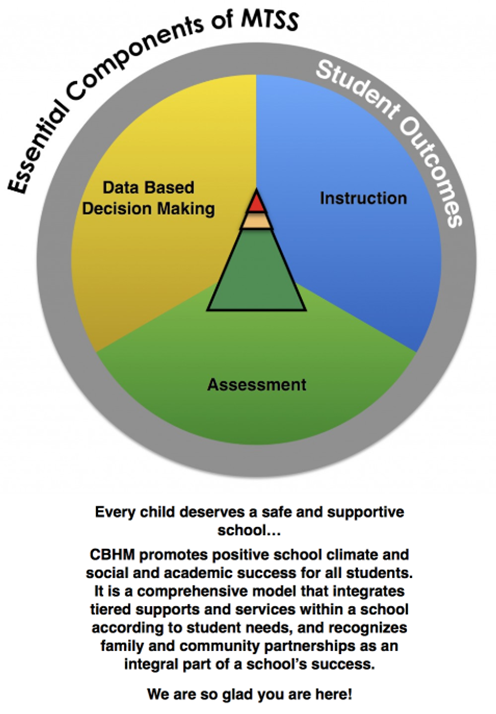 Essential Components of MTSS
Student Outcomes
Data Based
Decision Making
Instruction
Assessment
Every child deserves a safe and supportive
school…
CBHM promotes positive school climate and
social and academic success for all students.
It is a comprehensive model that integrates
tiered supports and services within a school
according to student needs, and recognizes
family and community partnerships as an
integral part of a school's success.
We are so glad you are here!